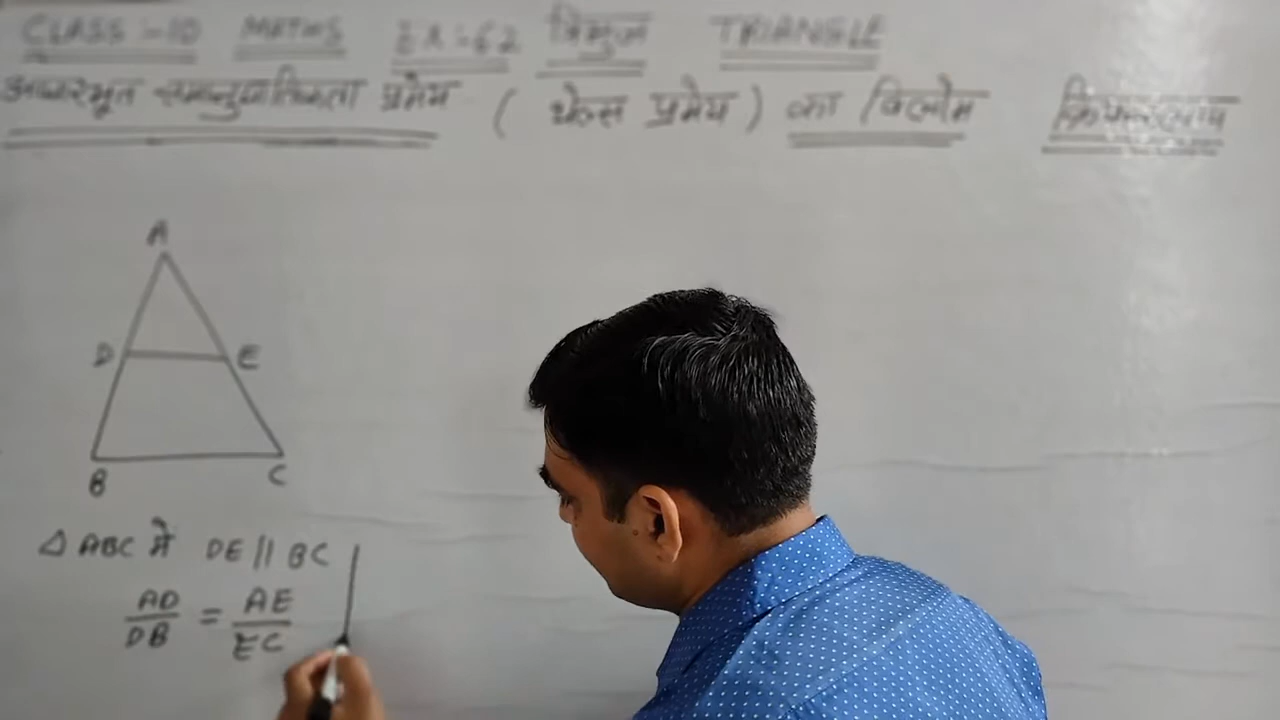 CLASS :- 10 MATHS EX:- 6.2 त्रिभुज TRIANGLE
आधारभूत समानुपातिकता प्रमेय ( थेल्स प्रमेय ) का विलोम क्रियाकलाप
A
D E
B C
△ ABC में DE || BC
AD/DB = AE/EC